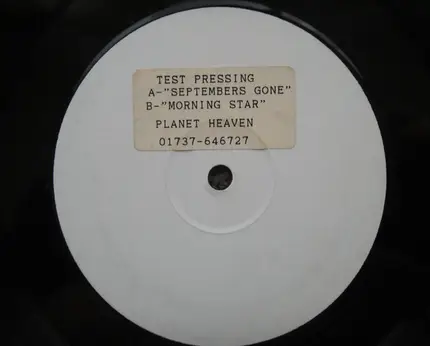 TEST PRESSING
A-"SEPTEMBERS GONE"
B-"MORNING STAR"
PLANET HEAVEN
01737-646727